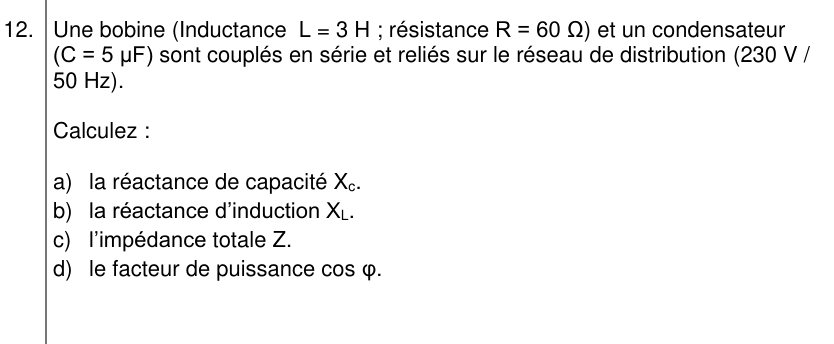 12. Une bobine (Inductance L = 3 H ; résistance R = 60 Ω) et un condensateur
(C = 5 µF) sont couplés en série et reliés sur le réseau de distribution (230 V /
50 Hz).
Calculez :
a) la réactance de capacité Xc.
b) la réactance d'induction XL.
c) l'impédance totale Z.
d) le facteur de puissance cos φ.